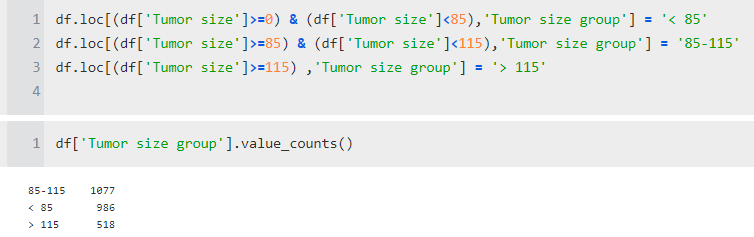 1 df.loc[(df['Tumor size']>=0) & (df['Tumor size']<85),'Tumor size group'] = '< 85'
2 df.loc[(df['Tumor size']>=85) & (df['Tumor size']<115),'Tumor size group'] = '85-115'
3 df.loc[(df['Tumor size']>=115) ,'Tumor size group'] = '> 115'
4
1 df['Tumor size group'].value_counts()
85-115 1077
< 85 986
> 115 518